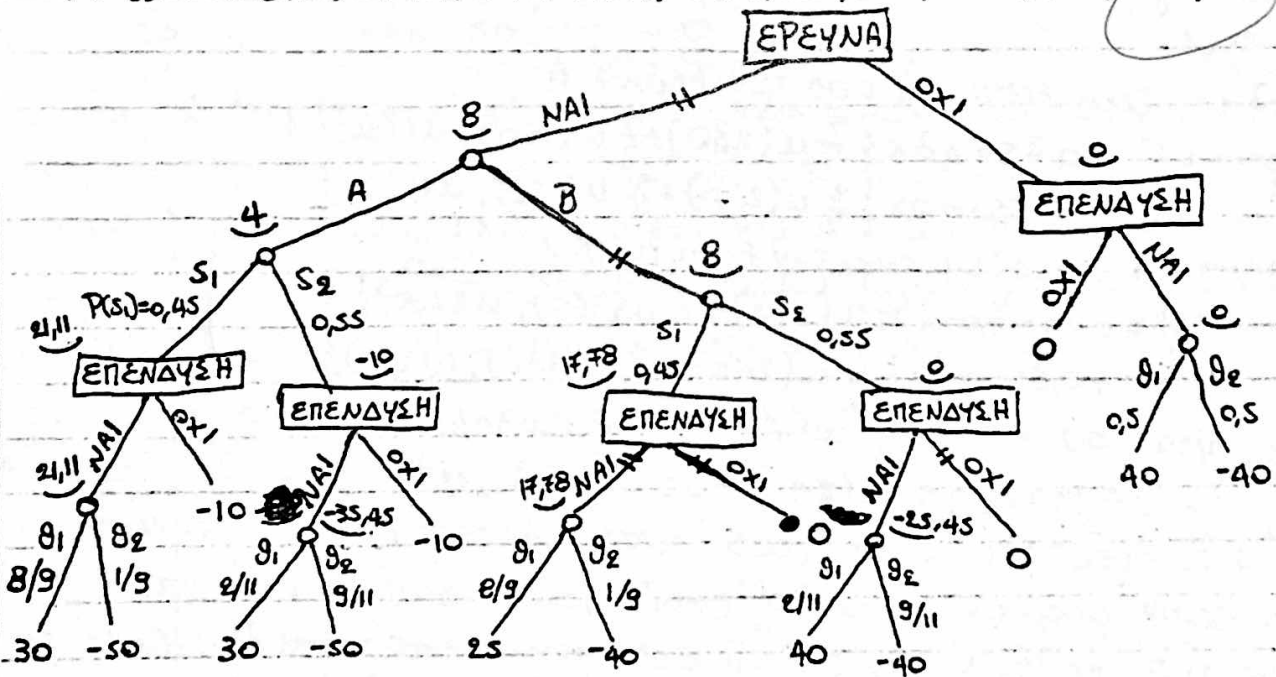 ΕΡΕΥΝΑ
ΝΑΙ ΟΧΙ
8 0
Α Β ΕΠΕΝΔΥΣΗ
4 8 ΟΧΙ ΝΑΙ
S1 S2 S1 S2 0 0
P(S1)=0,45 0,55 0,45 0,55 θ1 θ2
21,11 -10 17,78 0 0,5 0,5
ΕΠΕΝΔΥΣΗ ΕΠΕΝΔΥΣΗ ΕΠΕΝΔΥΣΗ ΕΠΕΝΔΥΣΗ 40 -40
ΝΑΙ ΟΧΙ ΝΑΙ ΟΧΙ ΝΑΙ ΟΧΙ ΝΑΙ ΟΧΙ
21,11 -10 -35,45 -10 17,78 0 -25,45 0
θ1 θ2 θ1 θ2 θ1 θ2 θ1 θ2
8/9 1/9 2/11 9/11 8/9 1/9 2/11 9/11
30 -50 30 -50 25 -40 40 -40